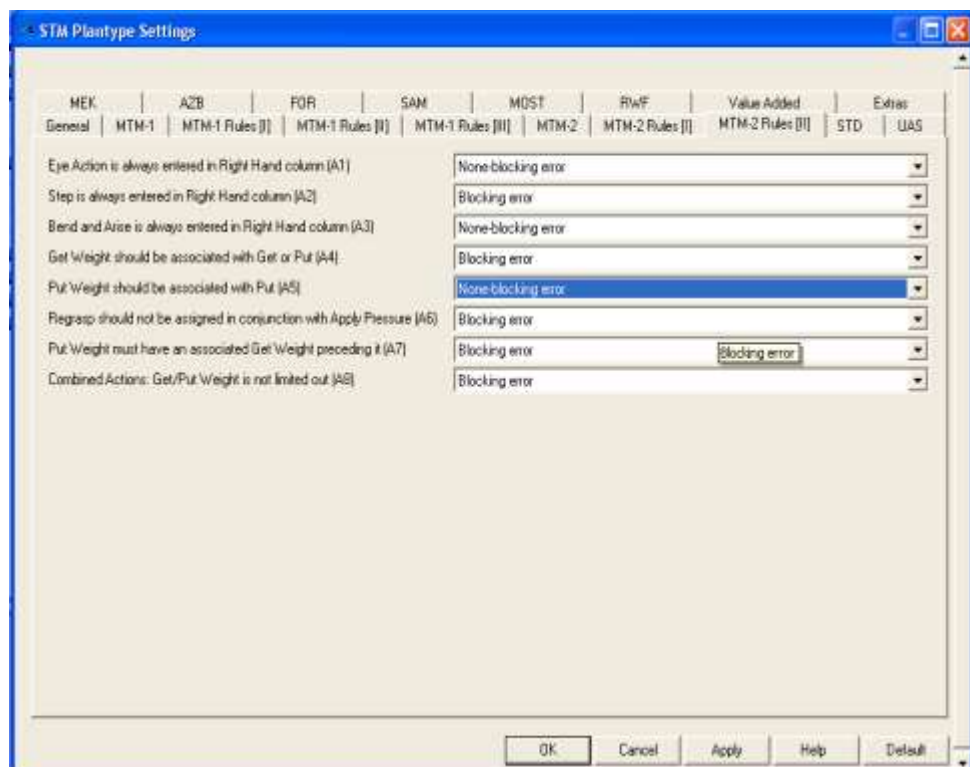 STM Plantype Settings
MEK AZB FOR SAM MOST RWF Value Added Extras
General MTM-1 MTM-1 Rules [I] MTM-1 Rules [II] MTM-1 Rules [III] MTM-2 MTM-2 Rules [I] MTM-2 Rules [II] STD UAS
Eye Action is always entered in Right Hand column (A1) None-blocking error
Step is always entered in Right Hand column (A2) Blocking error
Bend and Arise is always entered in Right Hand column (A3) None-blocking error
Get Weight should be associated with Get or Put (A4) Blocking error
Put Weight should be associated with Put (A5) None-blocking error
Regrasp should not be assigned in conjunction with Apply Pressure (A6) Blocking error
Put Weight must have an associated Get Weight preceding it (A7) Blocking error Blocking error
Combined Actions: Get/Put Weight is not limited out (A8) Blocking error
OK Cancel Apply Help Default